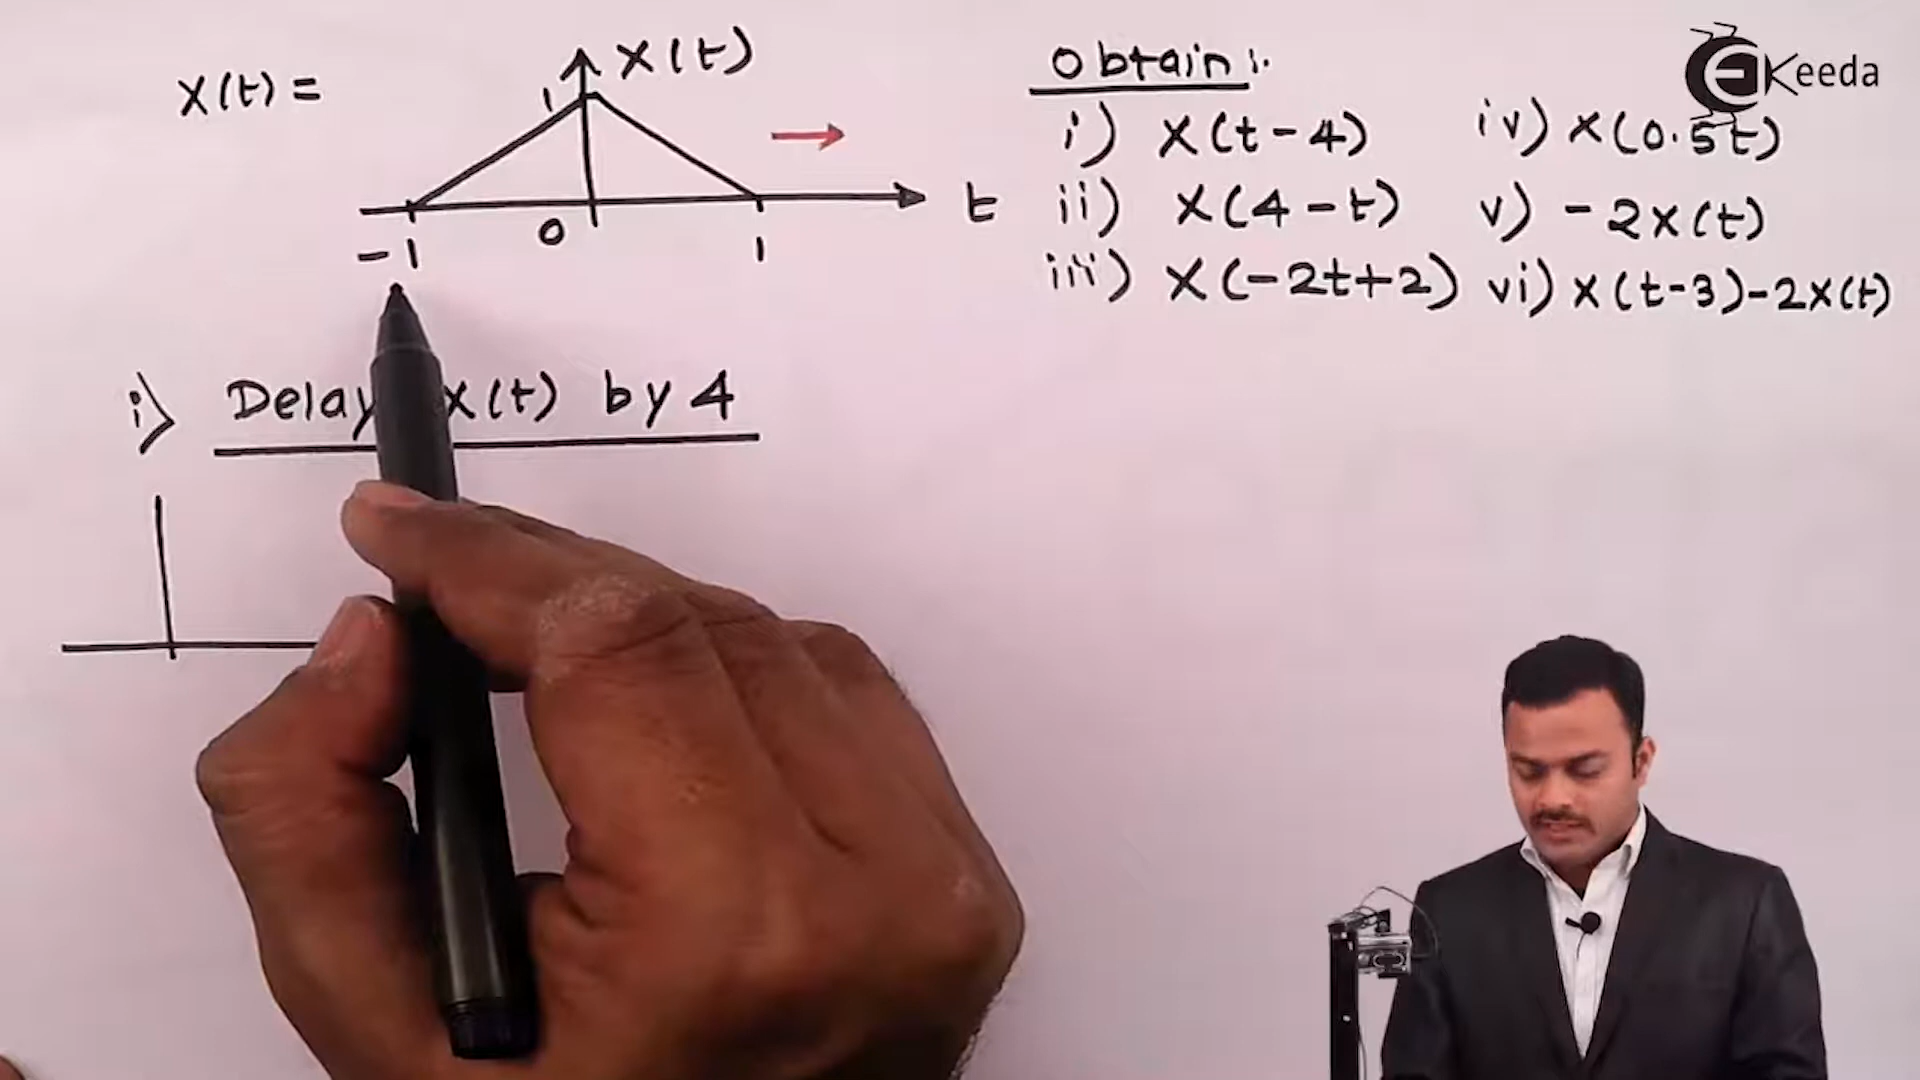 X(t) =
X(t)
1
-1
0
1
t
Obtain :.
i) X(t-4)
ii) X(4-t)
iii) X(-2t+2)
iv) X(0.5t)
v) -2X(t)
vi) X(t-3)-2X(t)
EKeeda
i) Delay X(t) by 4